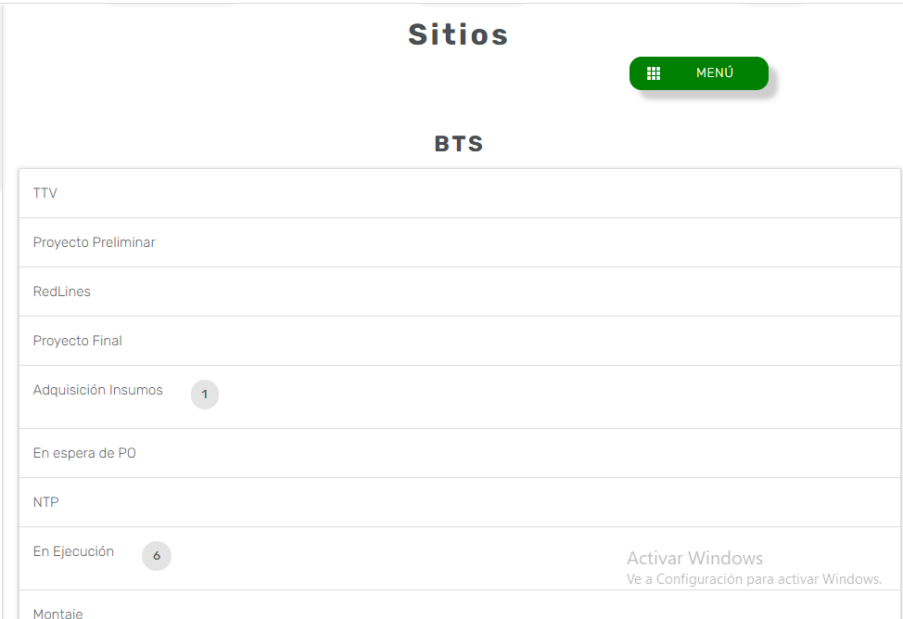 Sitios
MENÚ
BTS
TTV
Proyecto Preliminar
RedLines
Proyecto Final
Adquisición Insumos 1
En espera de PO
NTP
En Ejecución 6
Activar Windows
Ve a Configuración para activar Windows.
Montaje